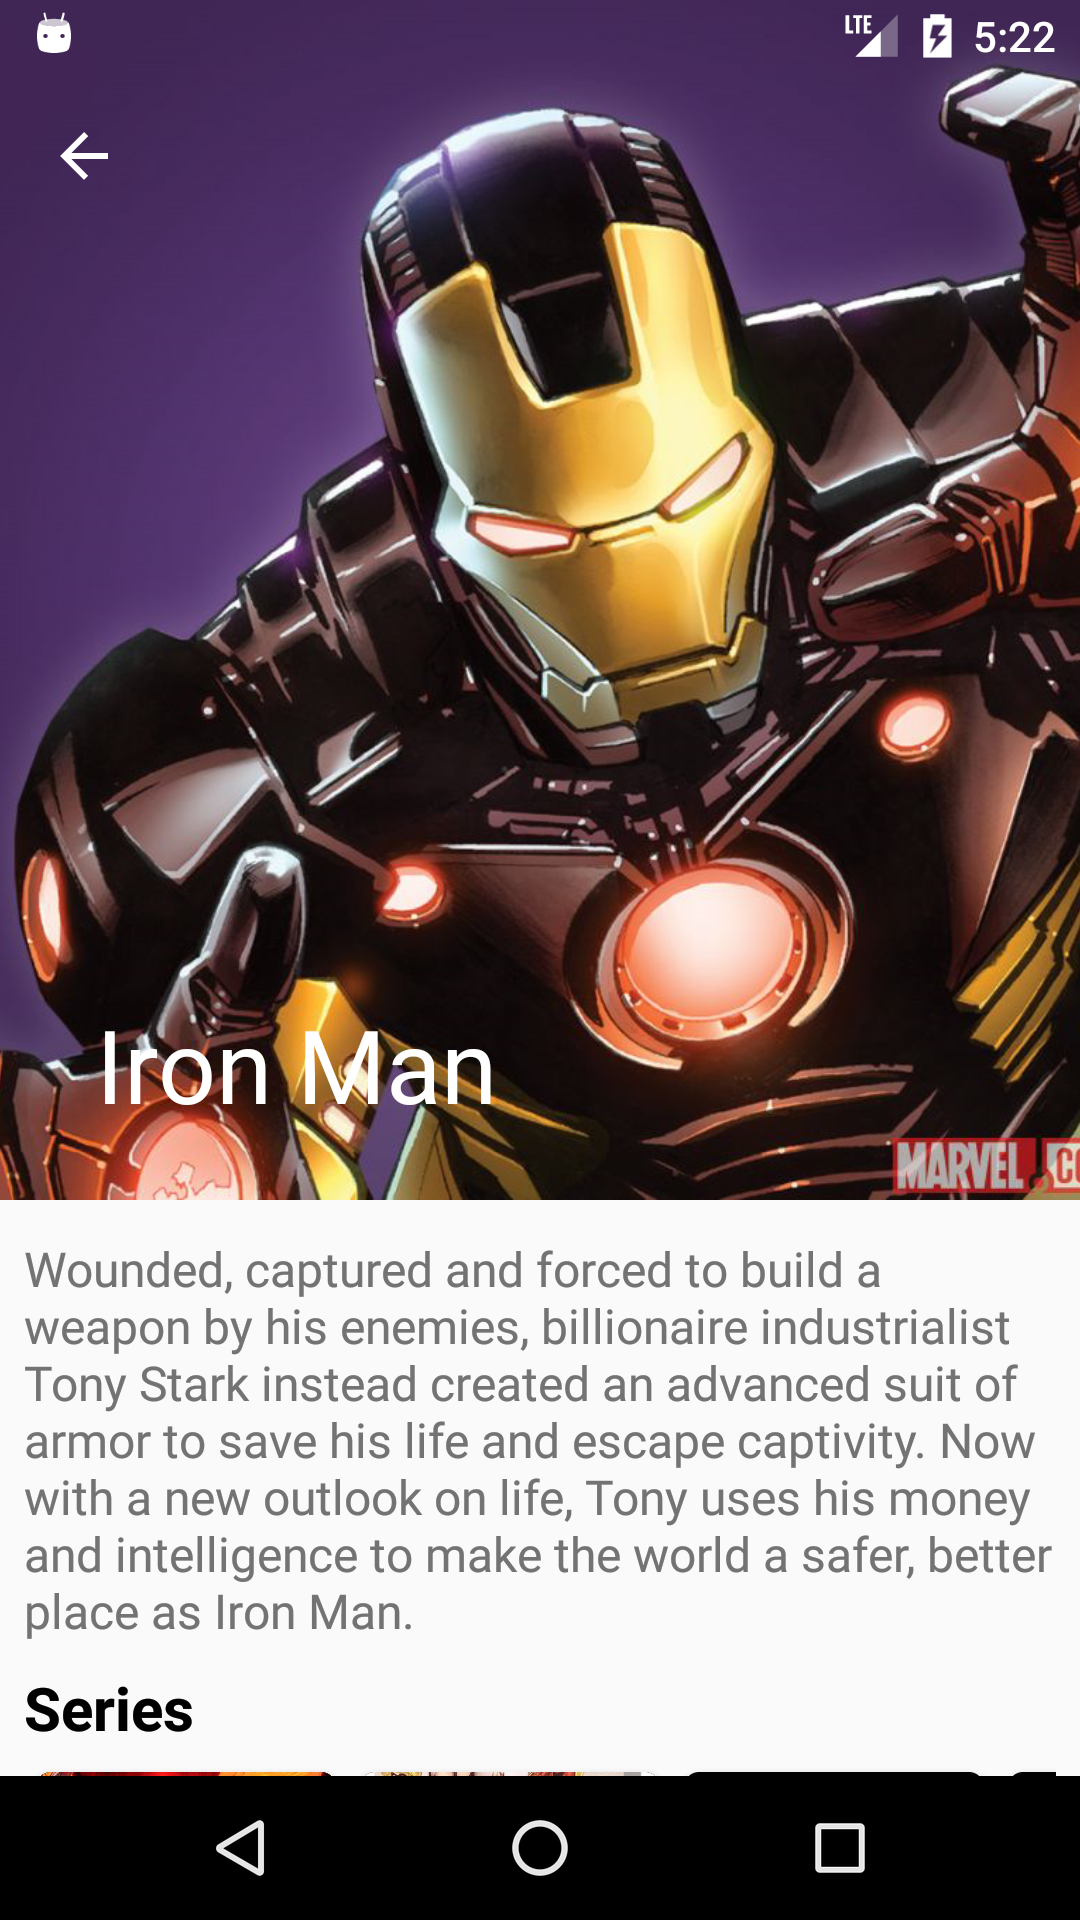 LTE 5:22
Iron Man
MARVEL.CO
Wounded, captured and forced to build a
weapon by his enemies, billionaire industrialist
Tony Stark instead created an advanced suit of
armor to save his life and escape captivity. Now
with a new outlook on life, Tony uses his money
and intelligence to make the world a safer, better
place as Iron Man.
Series